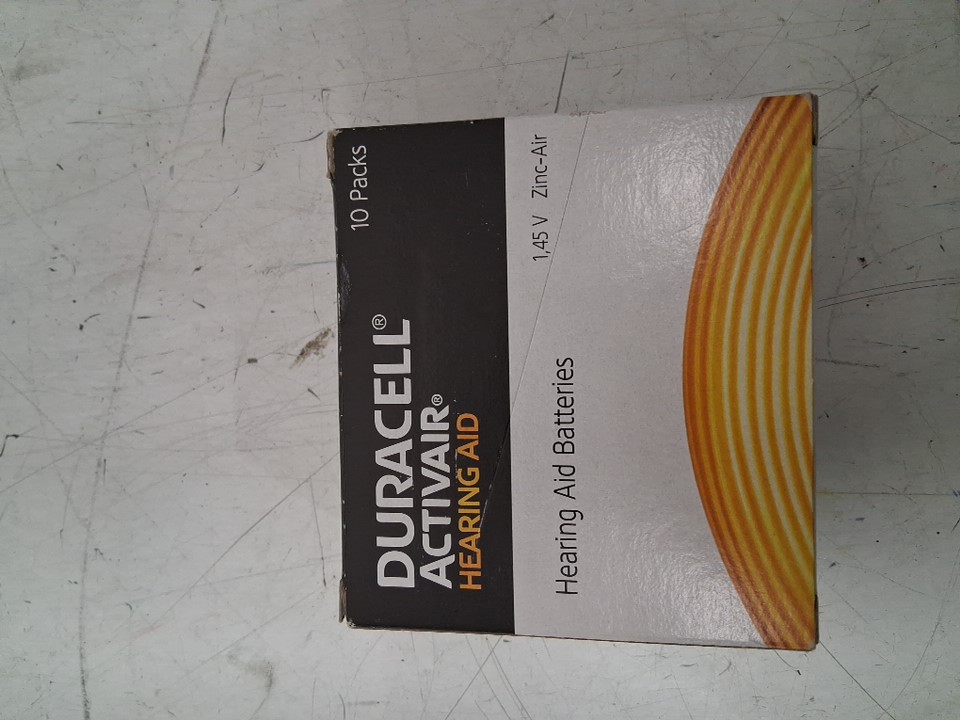 10 Packs
DURACELL®
ACTIVAIR®
HEARING AID
1,45 V Zinc-Air
Hearing Aid Batteries